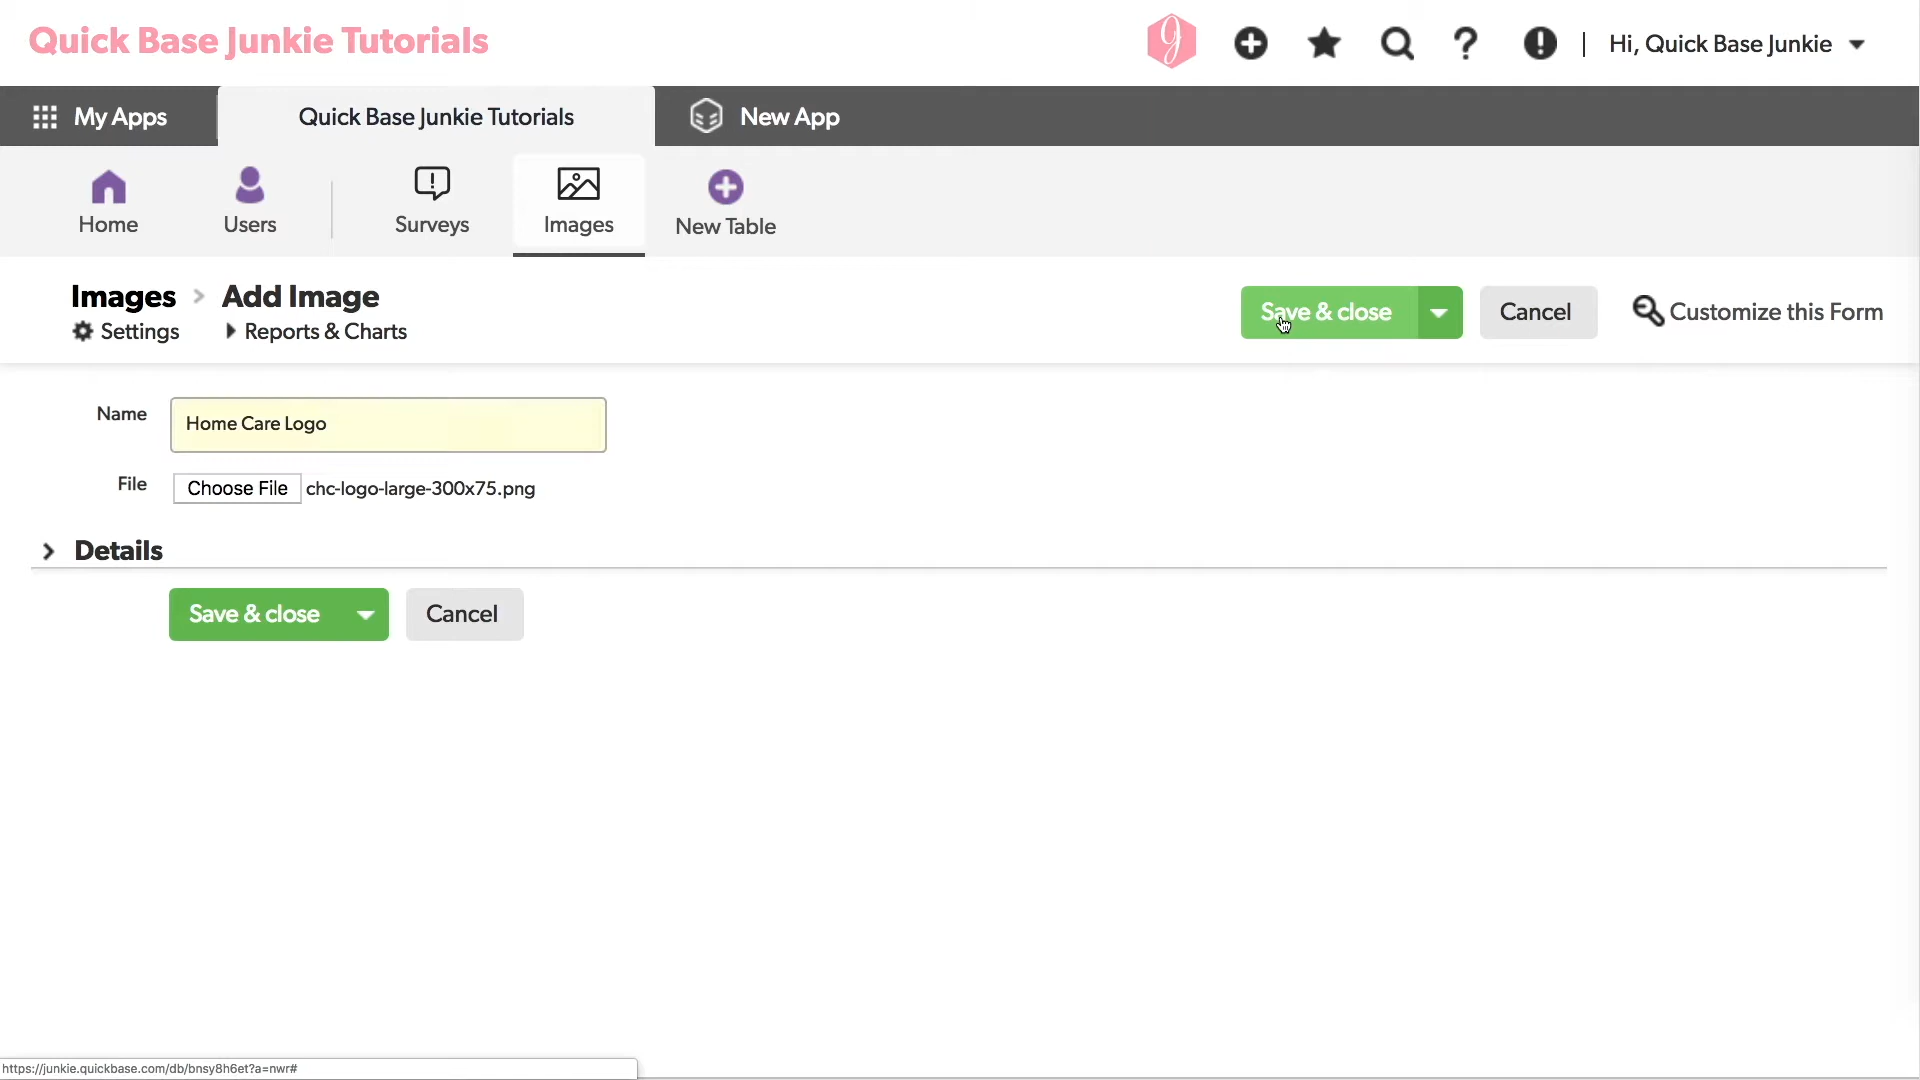 Quick Base Junkie Tutorials
Hi, Quick Base Junkie
My Apps
Quick Base Junkie Tutorials
New App
Home
Users
Surveys
Images
New Table
Images > Add Image
Settings
Reports & Charts
Save & close
Cancel
Customize this Form
Name
Home Care Logo
File
Choose File chc-logo-large-300x75.png
Details
Save & close
Cancel
https://junkie.quickbase.com/db/bnsy8h6et?a=nwr#